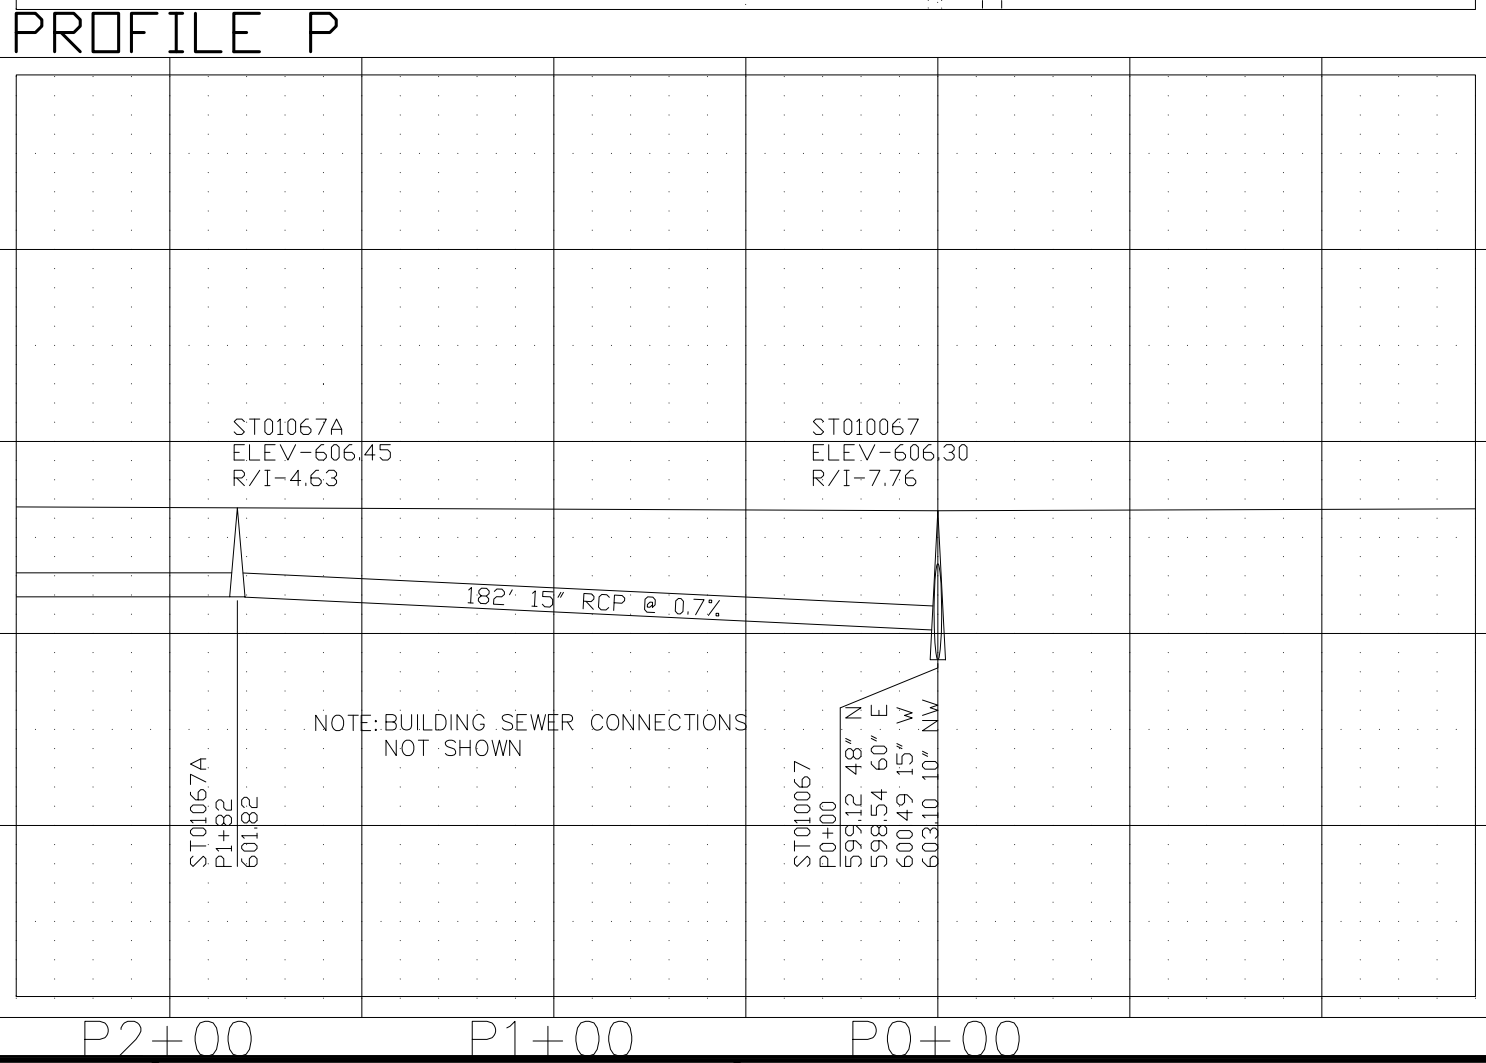 PROFILE P
ST01067A
ELEV-606.45
R/I-4.63
ST010067
ELEV-606.30
R/I-7.76
182' 15" RCP @ 0.7%
NOTE: BUILDING SEWER CONNECTIONS
NOT SHOWN
ST01067A
P1+82
601.82
ST010067
P0+00
599.12 48" N
598.54 60" E
600.49 15" W
603.10 10" NW
P2+00
P1+00
P0+00